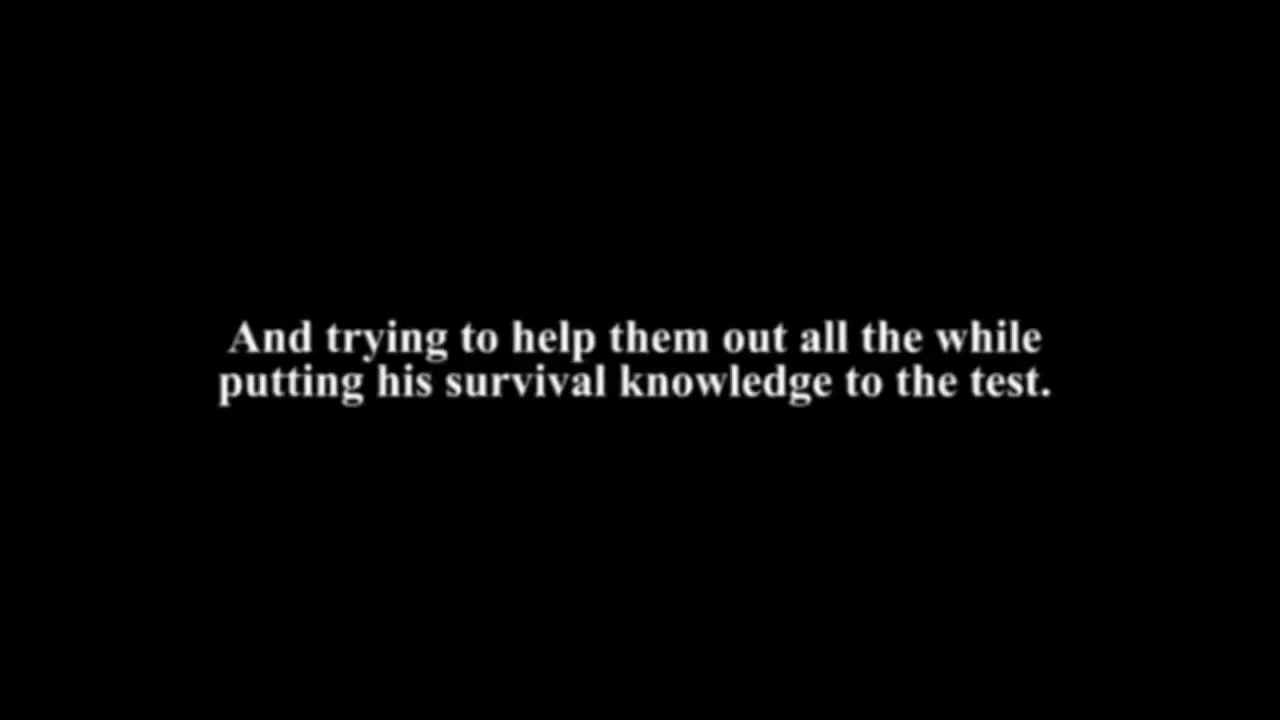 And trying to help them out all the while
putting his survival knowledge to the test.